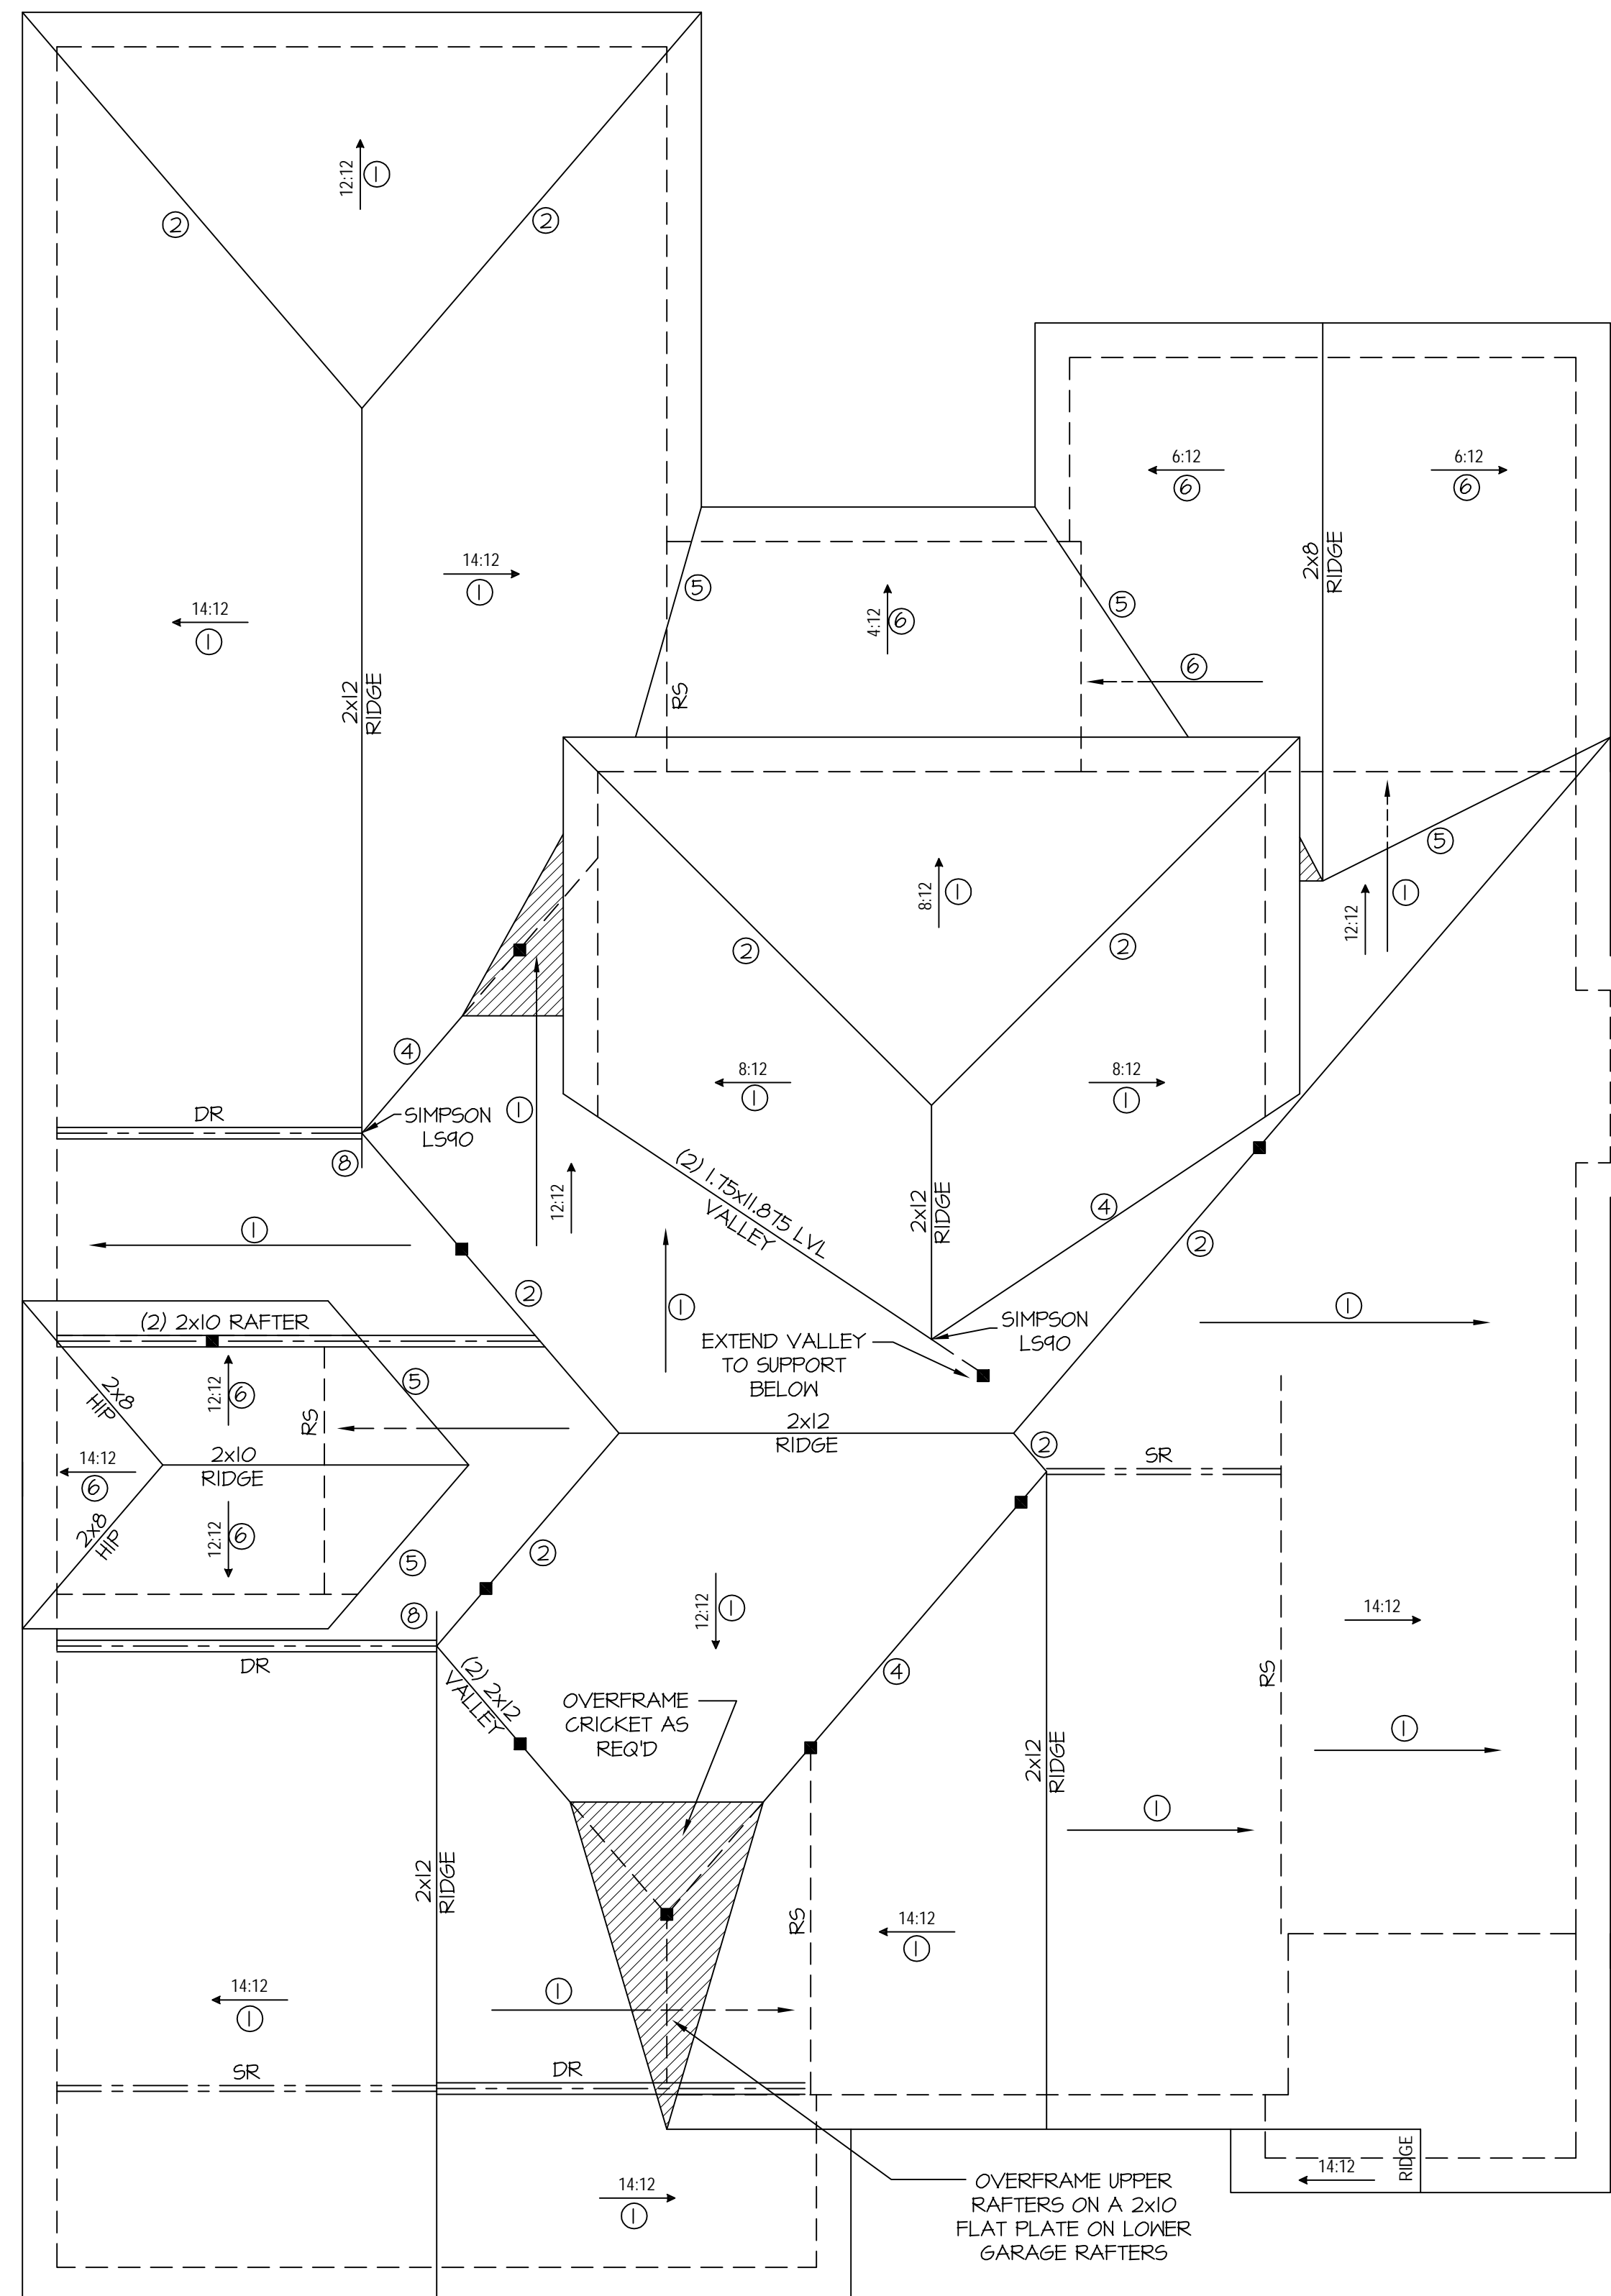 12:12
1
2
2
6:12
6
6:12
6
2x8
RIDGE
14:12
1
14:12
1
5
4:12
6
5
6
RS
2x12
RIDGE
5
8:12
1
12:12
1
2
2
4
8:12
1
8:12
1
DR
SIMPSON
LS90
1
8
12:12
(2) 1.75x11.875 LVL
VALLEY
2x12
RIDGE
4
2
1
2
1
1
(2) 2x10 RAFTER
EXTEND VALLEY
TO SUPPORT
BELOW
SIMPSON
LS90
2x8
HIP
12:12
6
5
RS
2x12
RIDGE
2
SR
14:12
6
2x10
RIDGE
2x8
HIP
12:12
6
5
2
8
12:12
1
14:12
DR
(2) 2x12
VALLEY
OVERFRAME
CRICKET AS
REQ'D
4
RS
1
2x12
RIDGE
1
2x12
RIDGE
RS
14:12
1
14:12
1
1
SR
DR
14:12
1
OVERFRAME UPPER
RAFTERS ON A 2x10
FLAT PLATE ON LOWER
GARAGE RAFTERS
14:12
RIDGE